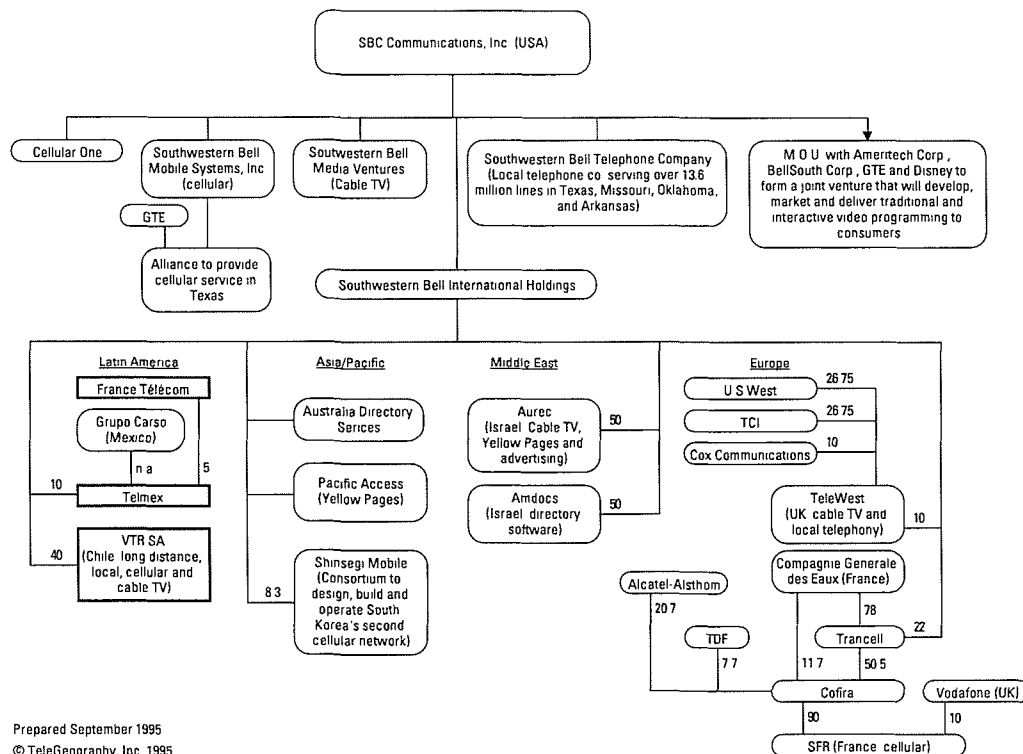 SBC Communications, Inc (USA)
Cellular One
Southwestern Bell
Mobile Systems, Inc
(cellular)
Soutwestern Bell
Media Ventures
(Cable TV)
Southwestern Bell Telephone Company
(Local telephone co serving over 13.6
million lines in Texas, Missouri, Oklahoma,
and Arkansas)
M O U with Ameritech Corp,
BellSouth Corp, GTE and Disney to
form a joint venture that will develop,
market and deliver traditional and
interactive video programming to
consumers
GTE
Alliance to provide
cellular service in
Texas
Southwestern Bell International Holdings
Latin America
France Télécom
Grupo Carso
(Mexico)
n a
5
10
Telmex
40
VTR SA
(Chile long distance,
local, cellular and
cable TV)
Asia/Pacific
Australia Directory
Serices
Pacific Access
(Yellow Pages)
8 3
Shinsegi Mobile
(Consortium to
design, build and
operate South
Korea's second
cellular network)
Middle East
Aurec
(Israel Cable TV,
Yellow Pages and
advertising)
50
Amdocs
(Israel directory
software)
50
Europe
U S West
26 75
TCI
26 75
Cox Communications
10
TeleWest
(UK cable TV and
local telephony)
10
Compagnie Generale
des Eaux (France)
Alcatel-Alsthom
20 7
78
TDF
7 7
Trancell
22
11 7
50 5
Cofira
Vodafone (UK)
90
10
SFR (France cellular)
Prepared September 1995
© TeleGeography, Inc. 1995